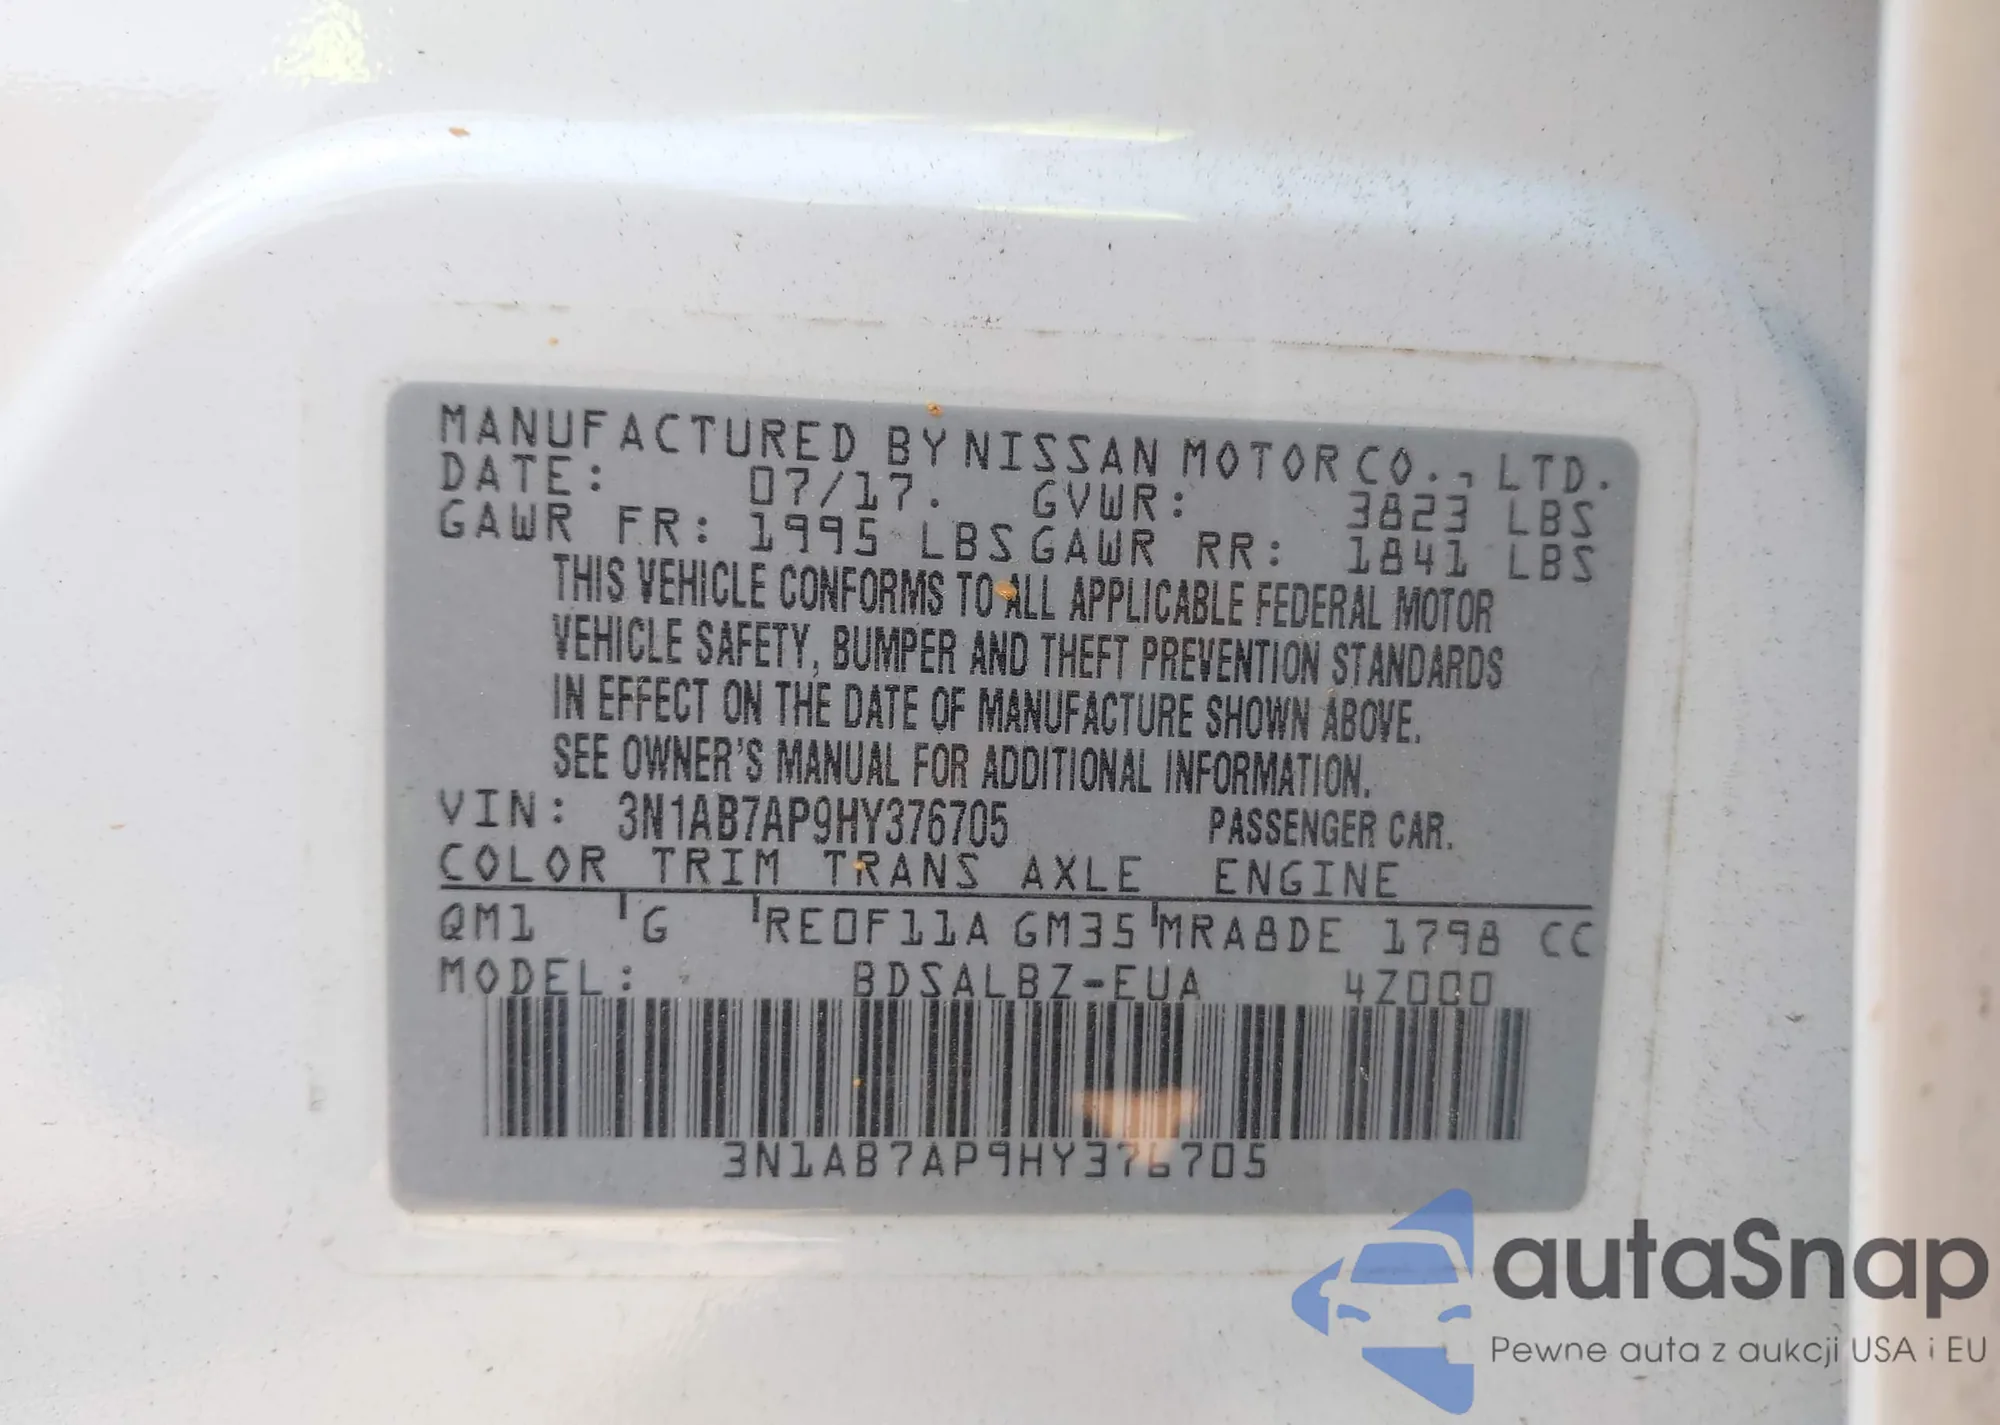 MANUFACTURED BY NISSAN MOTOR CO., LTD.
DATE: 07/17. GVWR: 3823 LBS
GAWR FR: 1995 LBS GAWR RR: 1841 LBS
THIS VEHICLE CONFORMS TO ALL APPLICABLE FEDERAL MOTOR
VEHICLE SAFETY, BUMPER AND THEFT PREVENTION STANDARDS
IN EFFECT ON THE DATE OF MANUFACTURE SHOWN ABOVE.
SEE OWNER'S MANUAL FOR ADDITIONAL INFORMATION.
VIN: 3N1AB7AP9HY376705 PASSENGER CAR.
COLOR TRIM TRANS AXLE ENGINE
QM1 G RE0F11A GM35 MRA8DE 1798 CC
MODEL: BDSALBZ-EUA 4Z000
3N1AB7AP9HY376705
autaSnap
Pewne auta z aukcji USA i EU